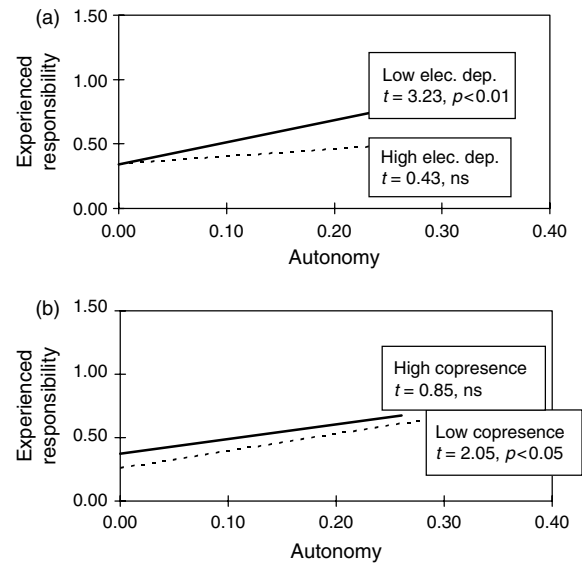 (a)
1.50
1.00
0.50
0.00
Experienced
responsibility
Low elec. dep.
t = 3.23, p<0.01
High elec. dep.
t = 0.43, ns
0.00 0.10 0.20 0.30 0.40
Autonomy
(b)
1.50
1.00
0.50
0.00
Experienced
responsibility
High copresence
t = 0.85, ns
Low copresence
t = 2.05, p<0.05
0.00 0.10 0.20 0.30 0.40
Autonomy